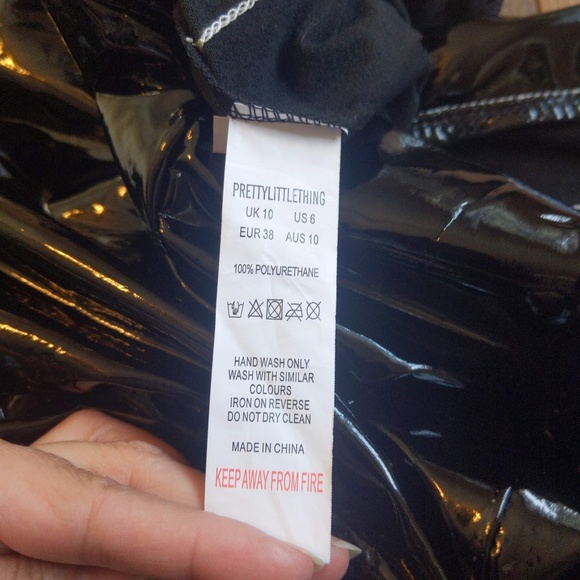 PRETTYLITTLETHING
UK 10 US 6
EUR 38 AUS 10
100% POLYURETHANE
HAND WASH ONLY
WASH WITH SIMILAR
COLOURS
IRON ON REVERSE
DO NOT DRY CLEAN
MADE IN CHINA
KEEP AWAY FROM FIRE